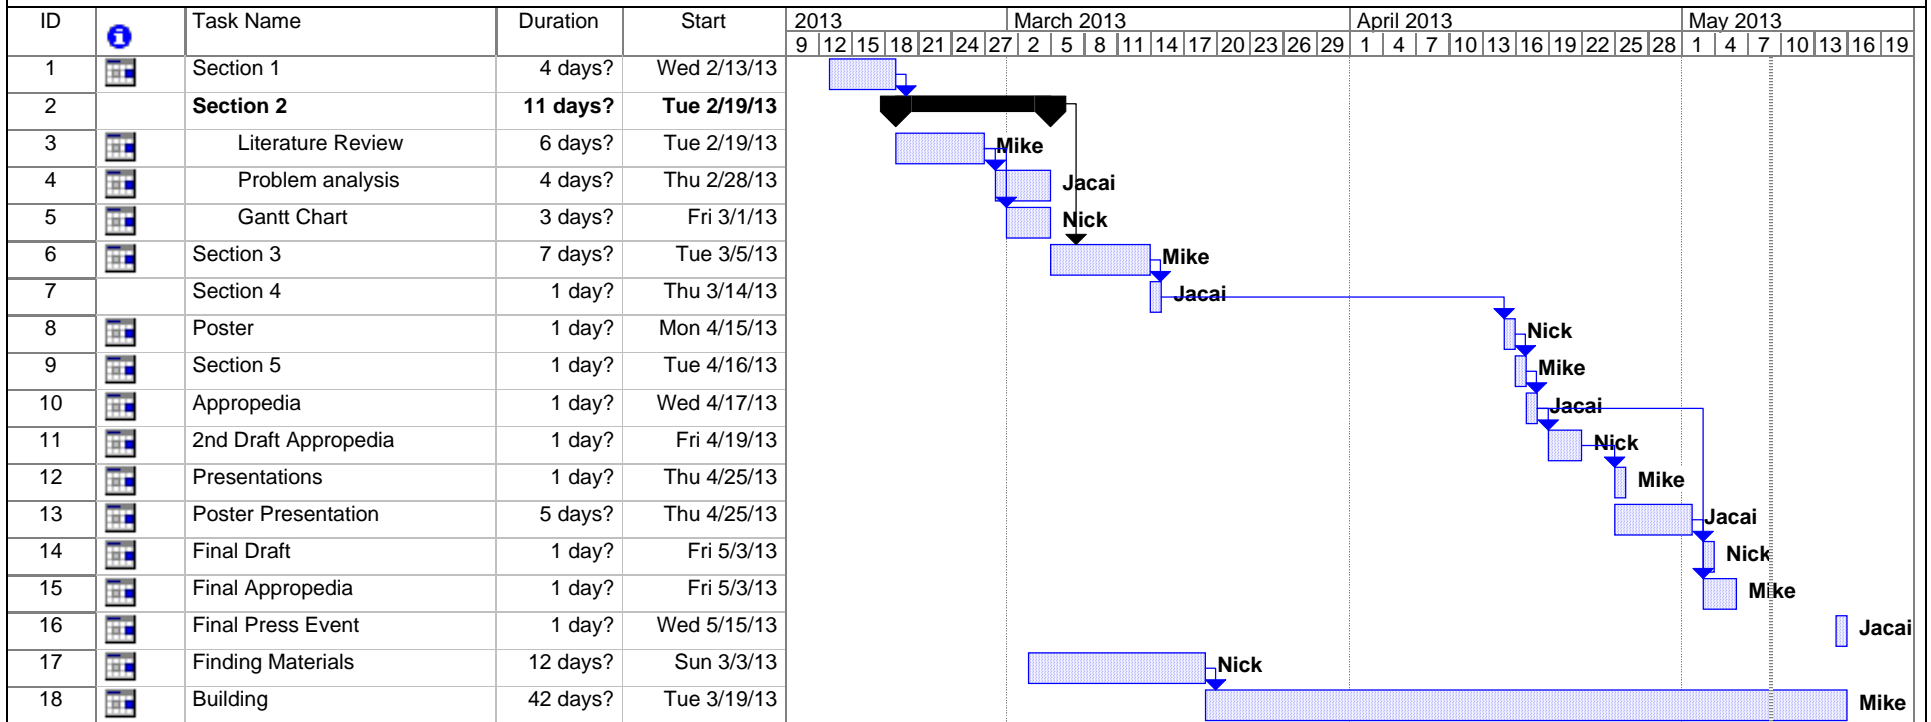 ID Task Name Duration Start 2013 March 2013 April 2013 May 2013
9 12 15 18 21 24 27 2 5 8 11 14 17 20 23 26 29 1 4 7 10 13 16 19 22 25 28 1 4 7 10 13 16 19
1 Section 1 4 days? Wed 2/13/13
2 Section 2 11 days? Tue 2/19/13
3 Literature Review 6 days? Tue 2/19/13 Mike
4 Problem analysis 4 days? Thu 2/28/13 Jacai
5 Gantt Chart 3 days? Fri 3/1/13 Nick
6 Section 3 7 days? Tue 3/5/13 Mike
7 Section 4 1 day? Thu 3/14/13 Jacai
8 Poster 1 day? Mon 4/15/13 Nick
9 Section 5 1 day? Tue 4/16/13 Mike
10 Appropedia 1 day? Wed 4/17/13 Jacai
11 2nd Draft Appropedia 1 day? Fri 4/19/13 Nick
12 Presentations 1 day? Thu 4/25/13 Mike
13 Poster Presentation 5 days? Thu 4/25/13 Jacai
14 Final Draft 1 day? Fri 5/3/13 Nick
15 Final Appropedia 1 day? Fri 5/3/13 Mike
16 Final Press Event 1 day? Wed 5/15/13 Jacai
17 Finding Materials 12 days? Sun 3/3/13 Nick
18 Building 42 days? Tue 3/19/13 Mike